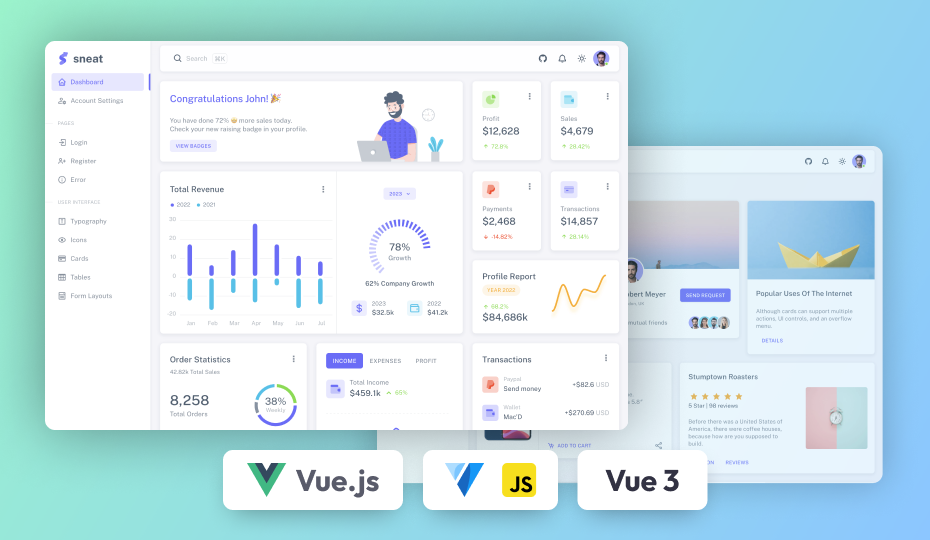 sneat
Dashboard
Account Settings
PAGES
Login
Register
Error
USER INTERFACE
Typography
Icons
Cards
Tables
Form Layouts
Search ⌘K
Congratulations John! 🎉
You have done 72% 🤩 more sales today.
Check your new raising badge in your profile.
VIEW BADGES
Profit
$12,628
72.8%
Sales
$4,679
28.42%
Total Revenue
2022 2021
30
20
10
0
-10
-20
Jan Feb Mar Apr May Jun Jul
2023
78%
Growth
62% Company Growth
2023
$32.5k
2022
$41.2k
Payments
$2,468
-14.82%
Transactions
$14,857
28.14%
Profile Report
YEAR 2022
68.2%
$84,686k
Order Statistics
42.82k Total Sales
8,258
Total Orders
38%
Weekly
INCOME EXPENSES PROFIT
Total Income
$459.1k 65%
Transactions
Paypal
Send money
+$82.6 USD
Wallet
Mac'D
+$270.69 USD
bert Meyer
SEND REQUEST
mutual friends
Popular Uses Of The Internet
Although cards can support multiple
actions, UI controls, and an overflow
menu.
DETAILS
ADD TO CART
Stumptown Roasters
5 Star | 98 reviews
Before there was a United States of
America, there were coffee houses,
because how are you supposed to
build.
REVIEWS
Vue.js
JS
Vue 3